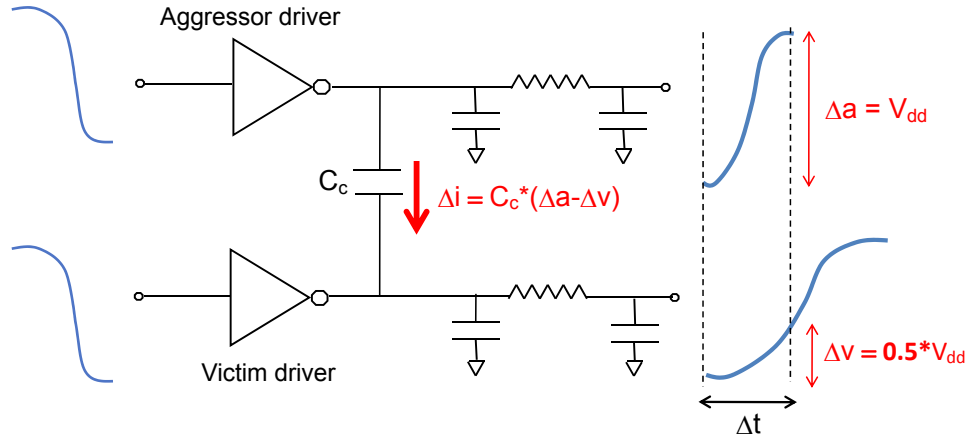 Aggressor driver
Δa = Vdd
Cc
Δi = Cc*(Δa-Δv)
Victim driver
Δv = 0.5*Vdd
Δt